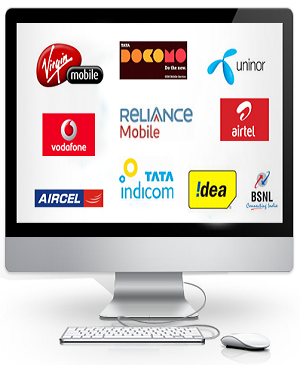 Virgin
mobile
TATA
DOCOMO
Do the new
uninor
vodafone
RELIANCE
Mobile
airtel
AIRCEL
TATA
indicom
!dea
BSNL
Connecting India